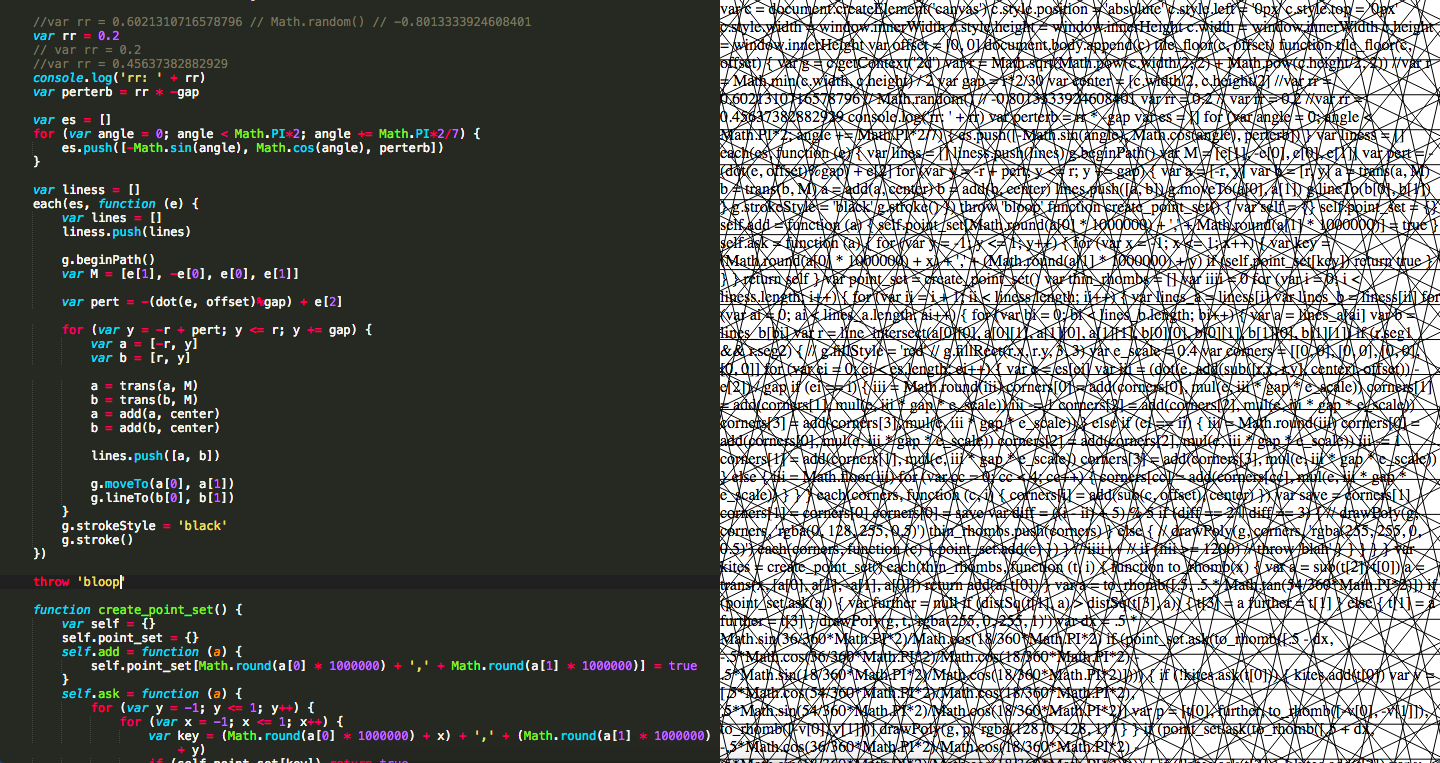 //var rr = 0.6021310716578796 // Math.random() // -0.8013333924608401
var rr = 0.2
// var rr = 0.2
//var rr = 0.45637382882929
console.log('rr: ' + rr)
var perterb = rr * -gap
var es = []
for (var angle = 0; angle < Math.PI*2; angle += Math.PI*2/7) {
es.push([-Math.sin(angle), Math.cos(angle), perterb])
}
var liness = []
each(es, function (e) {
var lines = []
liness.push(lines)
g.beginPath()
var M = [e[1], -e[0], e[0], e[1]]
var pert = -(dot(e, offset)%gap) + e[2]
for (var y = -r + pert; y <= r; y += gap) {
var a = [-r, y]
var b = [r, y]
a = trans(a, M)
b = trans(b, M)
a = add(a, center)
b = add(b, center)
lines.push([a, b])
g.moveTo(a[0], a[1])
g.lineTo(b[0], b[1])
}
g.strokeStyle = 'black'
g.stroke()
})
throw 'bloop'
function create_point_set() {
var self = {}
self.point_set = {}
self.add = function (a) {
self.point_set[Math.round(a[0] * 1000000) + ',' + Math.round(a[1] * 1000000)] = true
}
self.ask = function (a) {
for (var y = -1; y <= 1; y++) {
for (var x = -1; x <= 1; x++) {
var key = (Math.round(a[0] * 1000000) + x) + ',' + (Math.round(a[1] * 1000000)
+ y)
if (self.point_set[key]) return true
var c = document.createElement('canvas') c.style.position = 'absolute' c.style.left = '0px' c.style.top = '0px'
c.style.width = window.innerWidth c.style.height = window.innerHeight c.width = window.innerWidth c.height
= window.innerHeight var offset = [0, 0] document.body.append(c) tile_floor(c, offset) function tile_floor(c,
offset) { var g = c.getContext('2d') var r = Math.sqrt(Math.pow(c.width/2, 2) + Math.pow(c.height/2, 2)) //var r
= Math.min(c.width, c.height) / 2 var gap = r*2/30 var center = [c.width/2, c.height/2] //var rr =
0.6021310716578796 // Math.random() // -0.8013333924608401 var rr = 0.2 // var rr = 0.2 //var rr =
0.45637382882929 console.log('rr: ' + rr) var perterb = rr * -gap var es = [] for (var angle = 0; angle <
Math.PI*2; angle += Math.PI*2/7) { es.push([-Math.sin(angle), Math.cos(angle), perterb]) } var liness = []
each(es, function (e) { var lines = [] liness.push(lines) g.beginPath() var M = [e[1], -e[0], e[0], e[1]] var pert =
-(dot(e, offset)%gap) + e[2] for (var y = -r + pert; y <= r; y += gap) { var a = [-r, y] var b = [r, y] a = trans(a, M)
b = trans(b, M) a = add(a, center) b = add(b, center) lines.push([a, b]) g.moveTo(a[0], a[1]) g.lineTo(b[0], b[1])
} g.strokeStyle = 'black' g.stroke() }) throw 'bloop' function create_point_set() { var self = {} self.point_set = {}
self.add = function (a) { self.point_set[Math.round(a[0] * 1000000) + ',' + Math.round(a[1] * 1000000)] = true }
self.ask = function (a) { for (var y = -1; y <= 1; y++) { for (var x = -1; x <= 1; x++) { var key =
(Math.round(a[0] * 1000000) + x) + ',' + (Math.round(a[1] * 1000000) + y) if (self.point_set[key]) return true }
} } return self } var point_set = create_point_set() var thin_rhombs = [] var iiii = 0 for (var i = 0; i <
liness.length; i++) { for (var ii = i + 1; ii < liness.length; ii++) { var lines_a = liness[i] var lines_b = liness[ii] for
(var ai = 0; ai < lines_a.length; ai++) { for (var bi = 0; bi < lines_b.length; bi++) { var a = lines_a[ai] var b =
lines_b[bi] var r = line_intersect(a[0][0], a[0][1], a[1][0], a[1][1], b[0][0], b[0][1], b[1][0], b[1][1]) if (r.seg1
&& r.seg2) { // g.fillStyle = 'red' // g.fillRect(r.x, r.y, 3, 3) var e_scale = 0.4 var corners = [[0, 0], [0, 0], [0, 0],
[0, 0]] for (var ei = 0; ei < es.length; ei++) { var e = es[ei] var iii = (dot(e, add(sub([r.x, r.y], center), offset)) -
e[2]) / gap if (ei == i) { iii = Math.round(iii) corners[0] = add(corners[0], mul(e, iii * gap * e_scale)) corners[1]
= add(corners[1], mul(e, iii * gap * e_scale)) iii -= 1 corners[2] = add(corners[2], mul(e, iii * gap * e_scale))
corners[3] = add(corners[3], mul(e, iii * gap * e_scale)) } else if (ei == ii) { iii = Math.round(iii) corners[0] =
add(corners[0], mul(e, iii * gap * e_scale)) corners[2] = add(corners[2], mul(e, iii * gap * e_scale)) iii -= 1
corners[1] = add(corners[1], mul(e, iii * gap * e_scale)) corners[3] = add(corners[3], mul(e, iii * gap * e_scale))
} else { iii = Math.floor(iii) for (var cc = 0; cc < 4; cc++) { corners[cc] = add(corners[cc], mul(e, iii * gap *
e_scale)) } } } each(corners, function (c, i) { corners[i] = add(sub(c, offset), center) }) var save = corners[1]
corners[1] = corners[0] corners[0] = save var diff = ((i - ii) + 5) % 5 if (diff == 2 || diff == 3) { // drawPoly(g,
corners, 'rgba(0, 128, 255, 0.5)') thin_rhombs.push(corners) } else { // drawPoly(g, corners, 'rgba(255, 255, 0,
0.5)') each(corners, function (c) { point_set.add(c) }) } //iiii++ // if (iiii >= 1200) //throw 'blah' } } } } } var
kites = create_point_set() each(thin_rhombs, function (t, i) { function to_rhomb(x) { var a = sub(t[2], t[0]) a =
trans(x, [a[0], a[1], -a[1], a[0]]) return add(a, t[0]) } var a = to_rhomb([.5, .5 * Math.tan(54/360*Math.PI*2)]) if
(point_set.ask(a)) { var further = null if (distSq(t[1], a) > distSq(t[3], a)) { t[3] = a further = t[1] } else { t[1] = a
further = t[3] } drawPoly(g, t, 'rgba(255, 0, 255, 1)') var dx = .5 *
Math.sin(36/360*Math.PI*2)/Math.cos(18/360*Math.PI*2) if (point_set.ask(to_rhomb([.5 - dx,
-.5*Math.cos(36/360*Math.PI*2)/Math.cos(18/360*Math.PI*2) -
.5*Math.sin(18/360*Math.PI*2)/Math.cos(18/360*Math.PI*2)]))) { if (!kites.ask(t[0])) { kites.add(t[0]) var v =
[.5*Math.cos(54/360*Math.PI*2)/Math.cos(18/360*Math.PI*2),
.5*Math.sin(54/360*Math.PI*2)/Math.cos(18/360*Math.PI*2)] var p = [t[0], further, to_rhomb([-v[0], -v[1]]),
to_rhomb([-v[0], v[1]])] drawPoly(g, p, 'rgba(128, 0, 128, 1)') } } if (point_set.ask(to_rhomb([.5 + dx,
-.5*Math.cos(36/360*Math.PI*2)/Math.cos(18/360*Math.PI*2) -